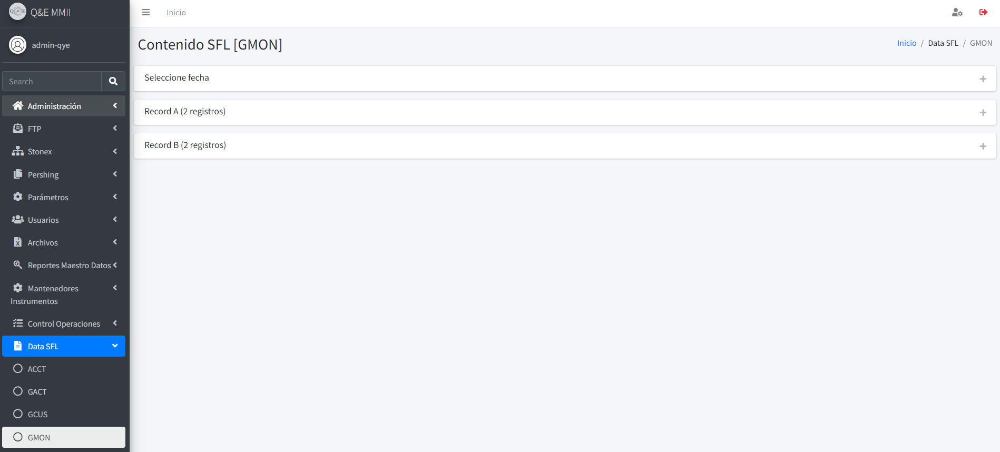 Q&E
Q&E MMII
Inicio
admin-qye
Contenido SFL [GMON]
Inicio / Data SFL / GMON
Search
Seleccione fecha
Record A (2 registros)
Record B (2 registros)
Administración
FTP
Stonex
Pershing
Parámetros
Usuarios
Archivos
Reportes Maestro Datos
Mantenedores
Instrumentos
Control Operaciones
Data SFL
ACCT
GACT
GCUS
GMON